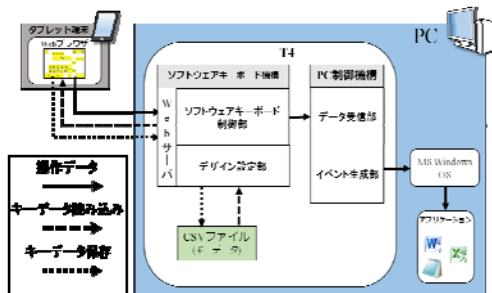 タブレット端末
Webブラウザ
PC
T4
ソフトウェアキーボード機構
PC制御機構
Webサーバ
ソフトウェアキーボード
制御部
データ受信部
デザイン設定部
イベント生成部
MS Windows
OS
操作データ
キーデータ読み込み
キーデータ保存
CSVファイル
(キーデータ)
アプリケーション